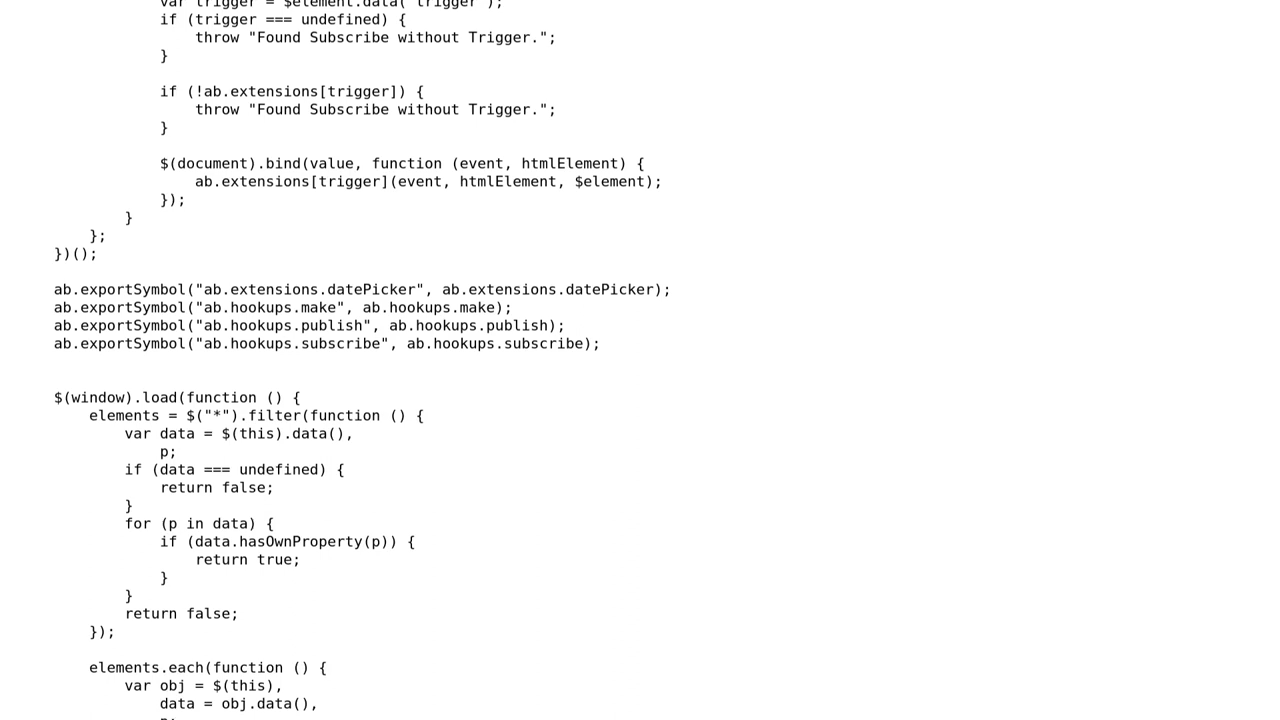 var trigger = $element.data("trigger");
            if (trigger === undefined) {
                throw "Found Subscribe without Trigger.";
            }

            if (!ab.extensions[trigger]) {
                throw "Found Subscribe without Trigger.";
            }

            $(document).bind(value, function (event, htmlElement) {
                ab.extensions[trigger](event, htmlElement, $element);
            });
        }
    };
})();

ab.exportSymbol("ab.extensions.datePicker", ab.extensions.datePicker);
ab.exportSymbol("ab.hookups.make", ab.hookups.make);
ab.exportSymbol("ab.hookups.publish", ab.hookups.publish);
ab.exportSymbol("ab.hookups.subscribe", ab.hookups.subscribe);


$(window).load(function () {
    elements = $("*").filter(function () {
        var data = $(this).data(),
            p;
        if (data === undefined) {
            return false;
        }
        for (p in data) {
            if (data.hasOwnProperty(p)) {
                return true;
            }
        }
        return false;
    });

    elements.each(function () {
        var obj = $(this),
            data = obj.data(),